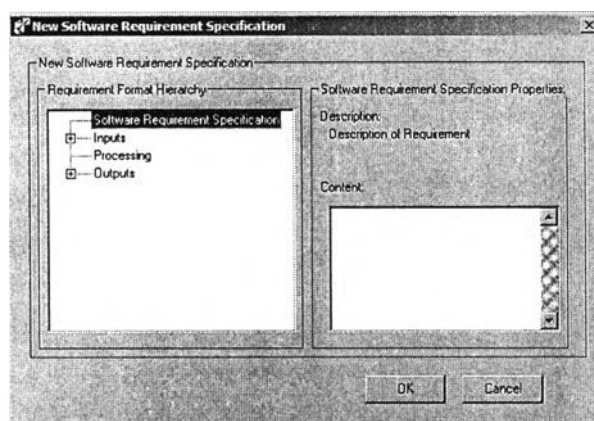 New Software Requirement Specification
New Software Requirement Specification
Requirement Format Hierarchy
Software Requirement Specification
Inputs
Processing
Outputs
Software Requirement Specification Properties:
Description:
Description of Requirement
Content:
OK
Cancel